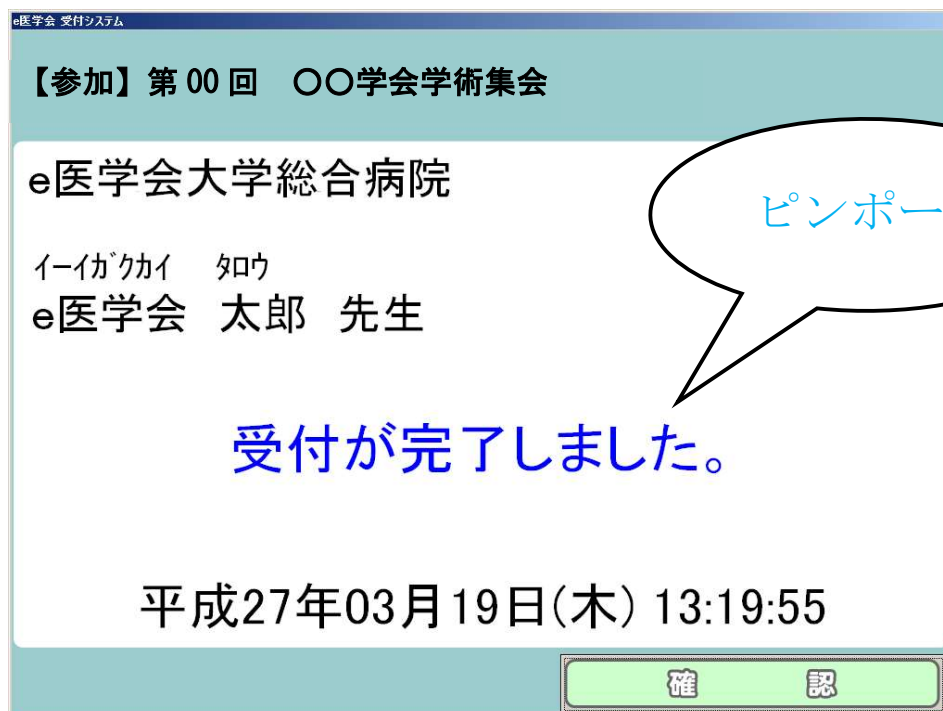 e医学会 受付システム
【参加】第00回　〇〇学会学術集会
e医学会大学総合病院
ピンポー
イーイガクカイ　タロウ
e医学会　太郎　先生
受付が完了しました。
平成27年03月19日(木) 13:19:55
確　認